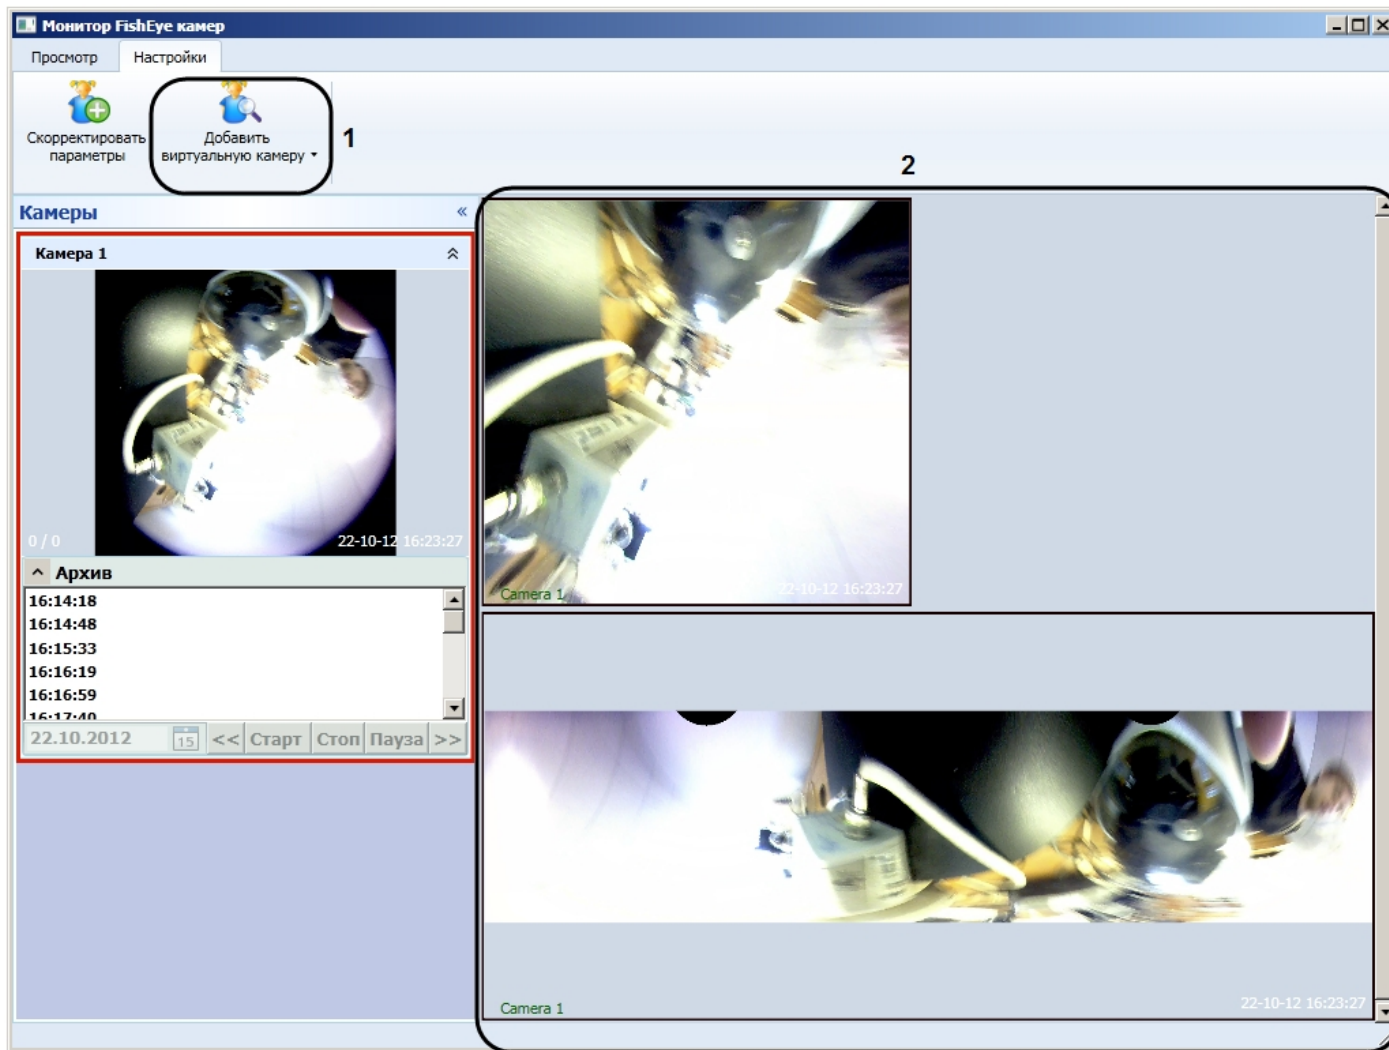 Монитор FishEye камер
Просмотр Настройки
Скорректировать параметры
Добавить виртуальную камеру
1
2
Камеры «
Камера 1
0 / 0 22-10-12 16:23:27
Архив
16:14:18
16:14:48
16:15:33
16:16:19
16:16:59
16:17:40
22.10.2012 15 << Старт Стоп Пауза >>
Camera 1 22-10-12 16:23:27
Camera 1 22-10-12 16:23:27